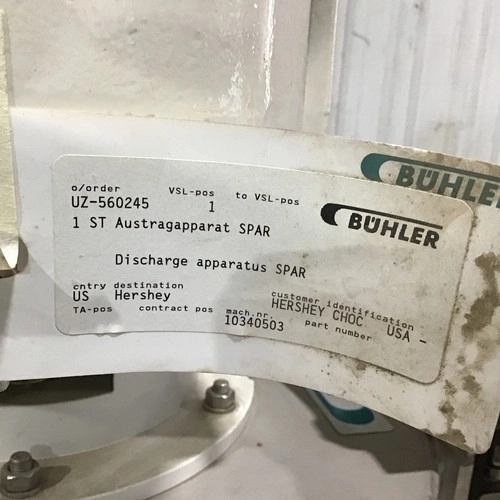 BÜHLER
o/order VSL-pos to VSL-pos
UZ-560245 1
BÜHLER
1 ST Austragapparat SPAR
Discharge apparatus SPAR
cntry destination customer identification
US Hershey HERSHEY CHOC USA -
TA-pos contract pos mach.nr. part number
10340503